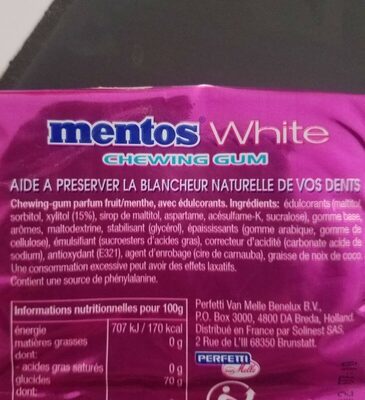 mentos White
CHEWING GUM
AIDE A PRESERVER LA BLANCHEUR NATURELLE DE VOS DENTS
Chewing-gum parfum fruit/menthe, avec édulcorants. Ingrédients: édulcorants (maltitol,
sorbitol, xylitol (15%), sirop de maltitol, aspartame, acésulfame-K, sucralose), gomme base,
arômes, maltodextrine, stabilisant (glycérol), épaississants (gomme arabique, gomme de
cellulose), émulsifiant (sucroesters d'acides gras), correcteur d'acidité (carbonate acide de
sodium), antioxydant (E321), agent d'enrobage (cire de carnauba), graisse de noix de coco.
Une consommation excessive peut avoir des effets laxatifs.
Contient une source de phénylalanine.
Informations nutritionnelles pour 100g
énergie 707 kJ / 170 kcal
matières grasses 0 g
dont:
- acides gras saturés 0 g
glucides 70 g
dont:
Perfetti Van Melle Benelux B.V.,
P.O. Box 3000, 4800 DA Breda, Holland.
Distribué en France par Solinest SAS,
2 Rue de L'Ill 68350 Brunstatt.
PERFETTI
van Melle